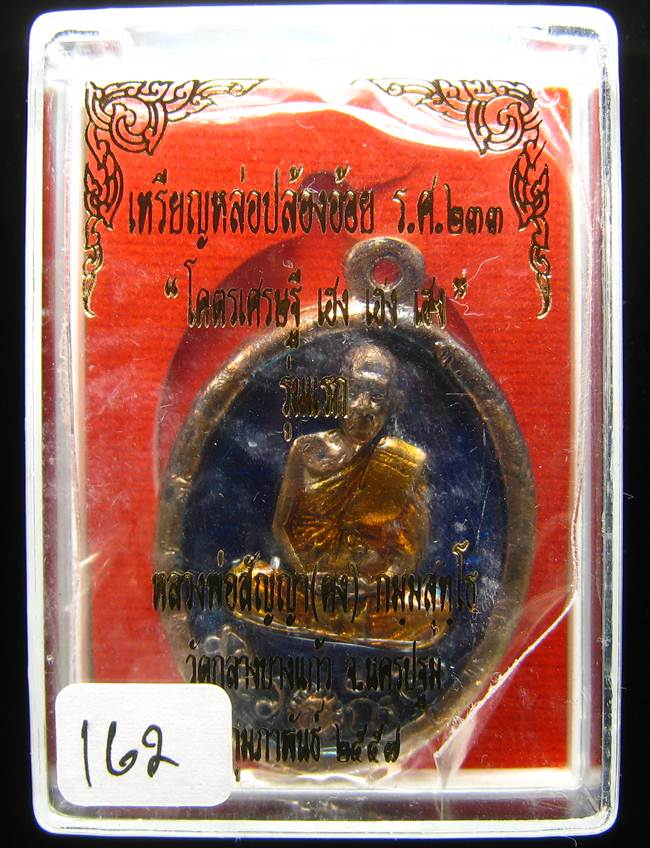 เหรียญหล่อปล้องอ้อย ร.ศ.๒๓๓
“โคตรเศรษฐี เฮง เฮง เฮง”
รุ่นแรก
หลวงพ่อสัญญา(คง) กมฺมสุทฺโธ
วัดกลางบางแก้ว จ.นครปฐม
กุมภาพันธ์ ๒๕๕๗
162